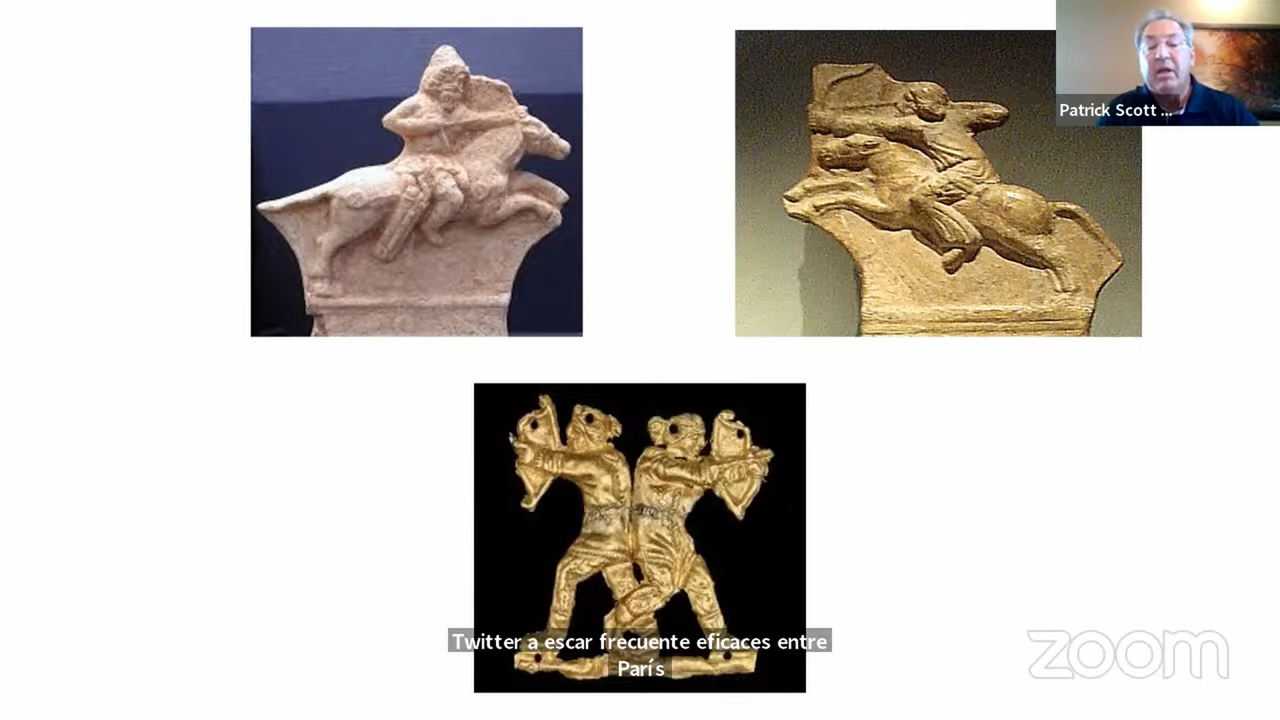 Patrick Scott ...
Twitter a escar frecuente eficaces entre
París
zoom